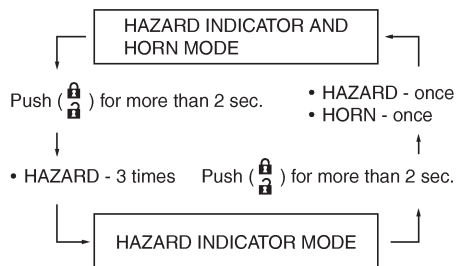 HAZARD INDICATOR AND
HORN MODE
Push ( ) for more than 2 sec.
• HAZARD - once
• HORN - once
• HAZARD - 3 times
Push ( ) for more than 2 sec.
HAZARD INDICATOR MODE